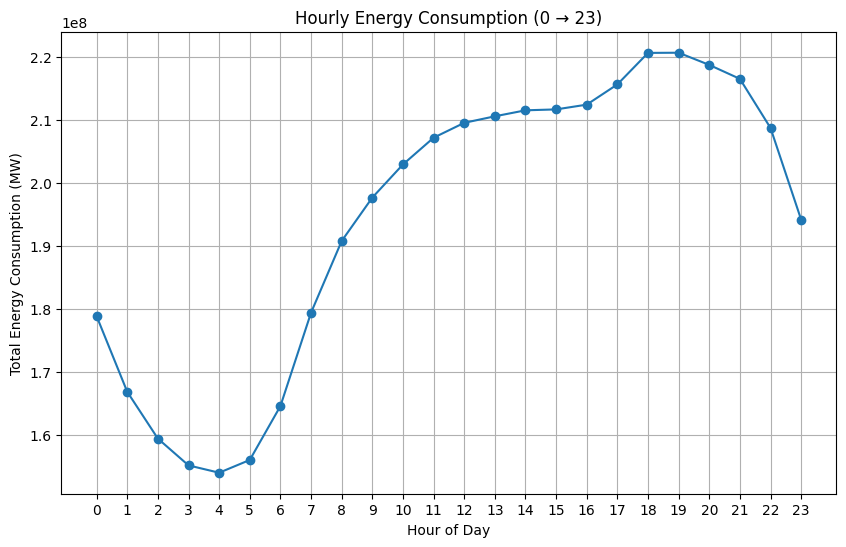 Hourly Energy Consumption (0 → 23)
1e8
2.2
2.1
2.0
1.9
1.8
1.7
1.6
Total Energy Consumption (MW)
0 1 2 3 4 5 6 7 8 9 10 11 12 13 14 15 16 17 18 19 20 21 22 23
Hour of Day